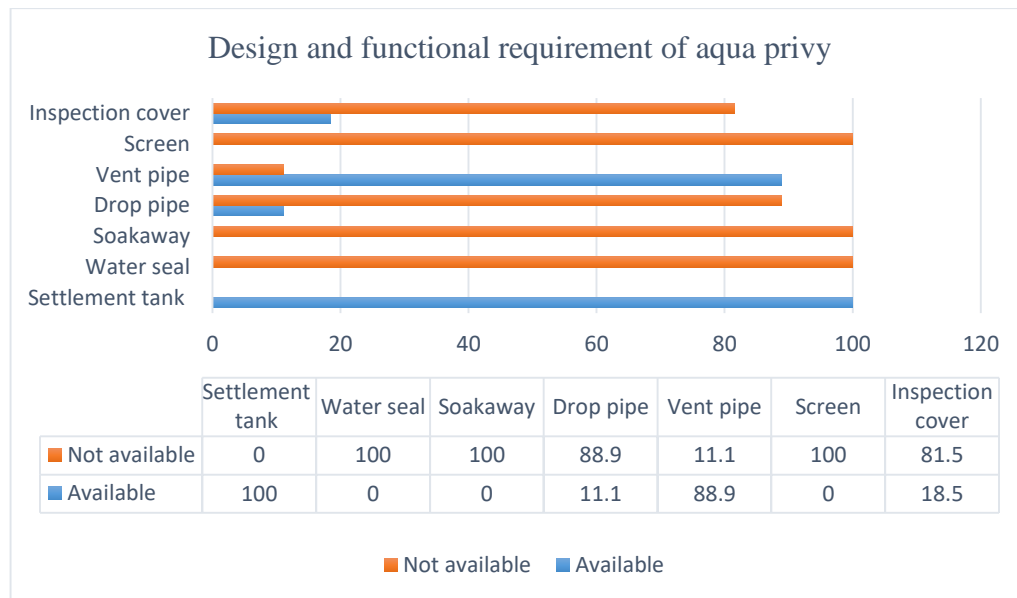 Design and functional requirement of aqua privy
Inspection cover
Screen
Vent pipe
Drop pipe
Soakaway
Water seal
Settlement tank
0 20 40 60 80 100 120
Settlement tank Water seal Soakaway Drop pipe Vent pipe Screen Inspection cover
Not available 0 100 100 88.9 11.1 100 81.5
Available 100 0 0 11.1 88.9 0 18.5
Not available Available